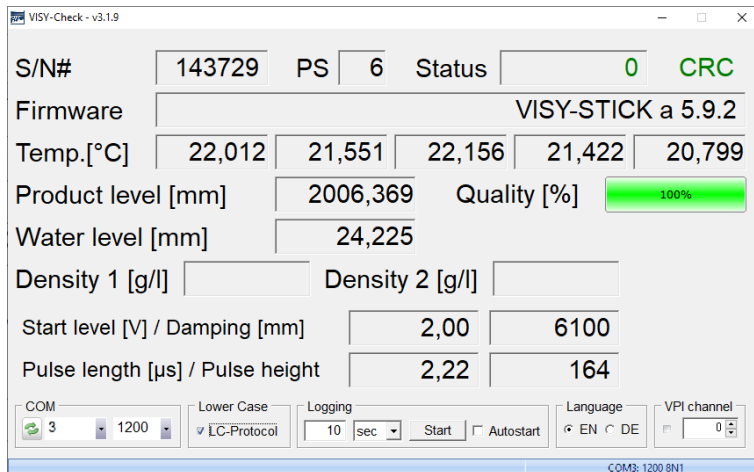 VISY-Check - v3.1.9
S/N# 143729 PS 6 Status 0 CRC
Firmware VISY-STICK a 5.9.2
Temp.[°C] 22,012 21,551 22,156 21,422 20,799
Product level [mm] 2006,369 Quality [%] 100%
Water level [mm] 24,225
Density 1 [g/l] Density 2 [g/l]
Start level [V] / Damping [mm] 2,00 6100
Pulse length [µs] / Pulse height 2,22 164
COM Lower Case Logging Language VPI channel
3 1200 LC-Protocol 10 sec Start Autostart EN DE 0
COM3: 1200 8N1